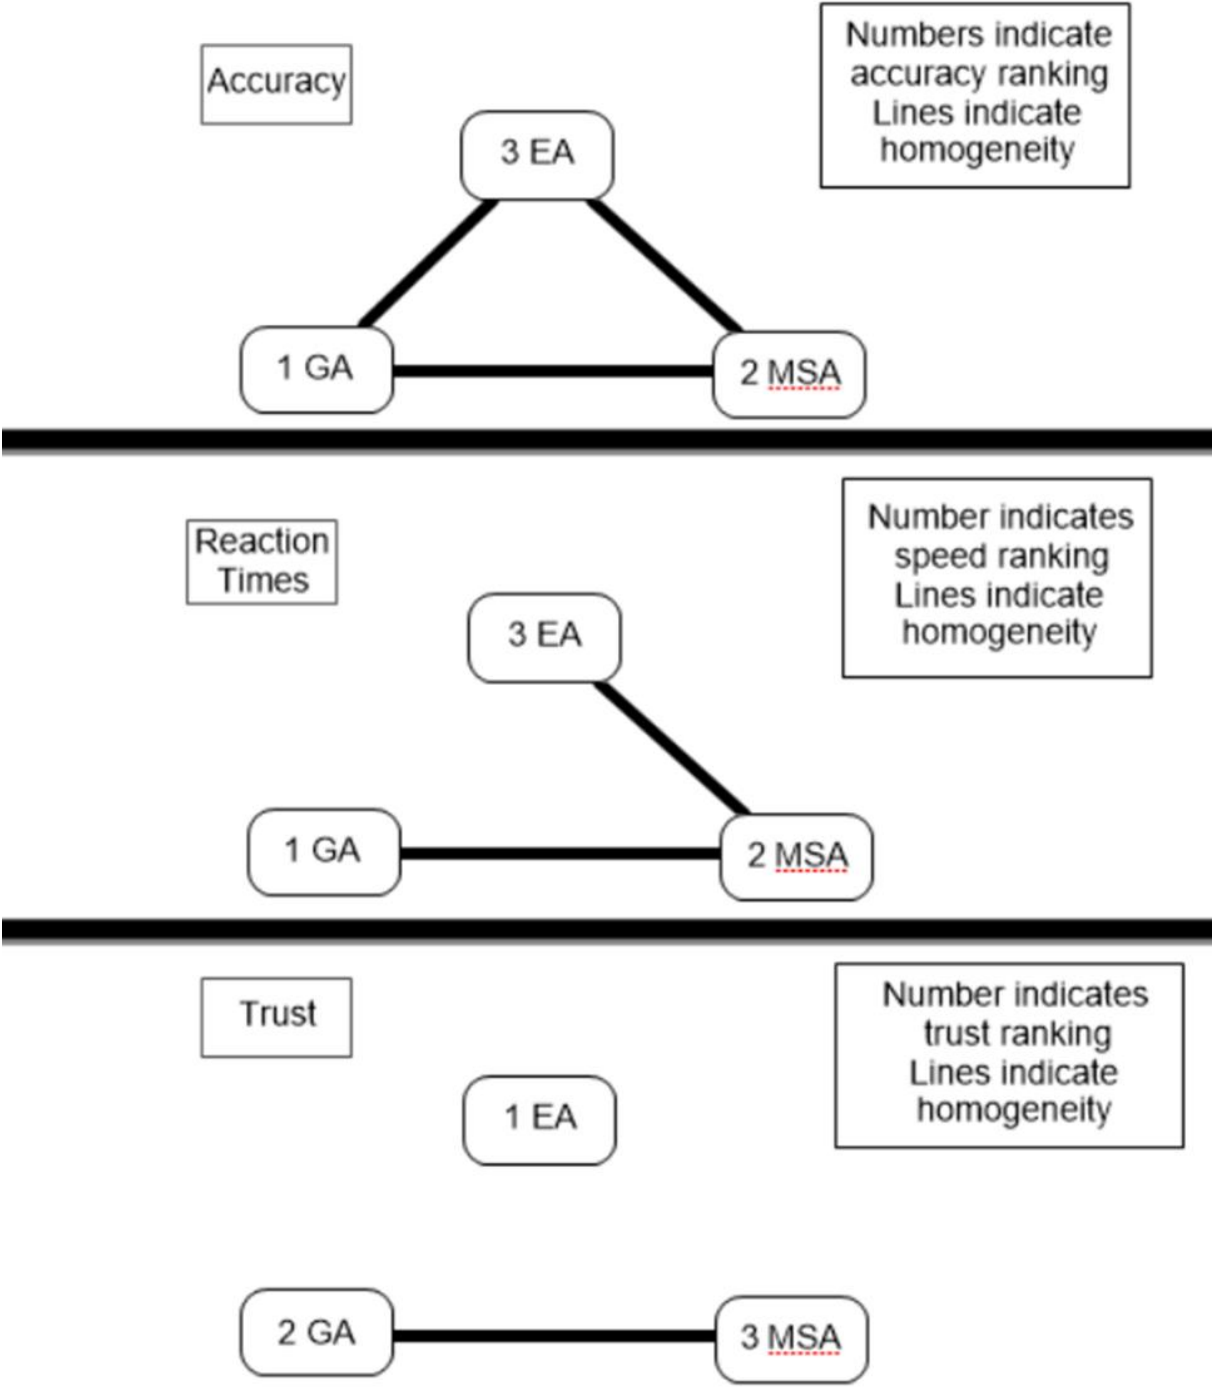 Accuracy
Numbers indicate
accuracy ranking
Lines indicate
homogeneity
3 EA
1 GA
2 MSA
Reaction
Times
Number indicates
speed ranking
Lines indicate
homogeneity
3 EA
1 GA
2 MSA
Trust
Number indicates
trust ranking
Lines indicate
homogeneity
1 EA
2 GA
3 MSA